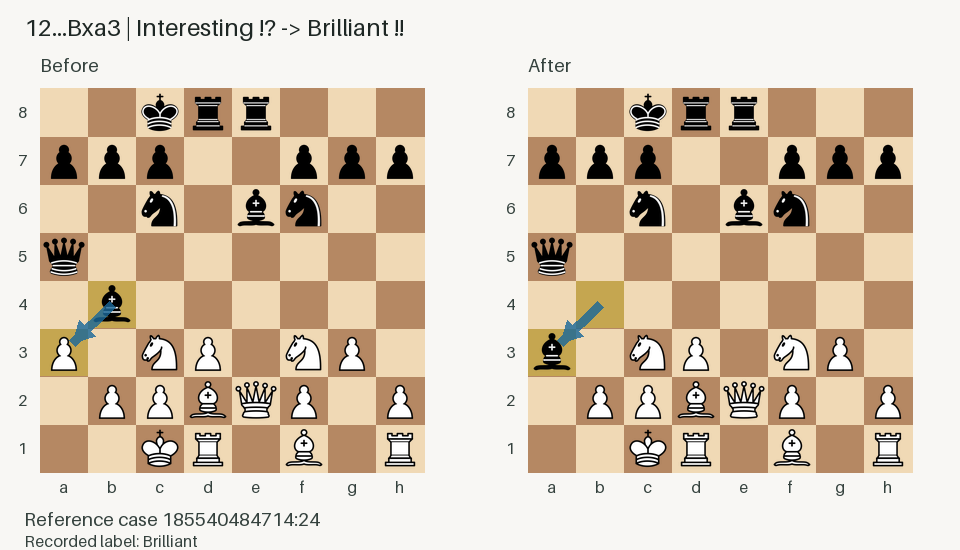 12...Bxa3 | Interesting !? -> Brilliant !!
Before After
8 8
7 7
6 6
5 5
4 4
3 3
2 2
1 1
a b c d e f g h a b c d e f g h
Reference case 185540484714:24
Recorded label: Brilliant